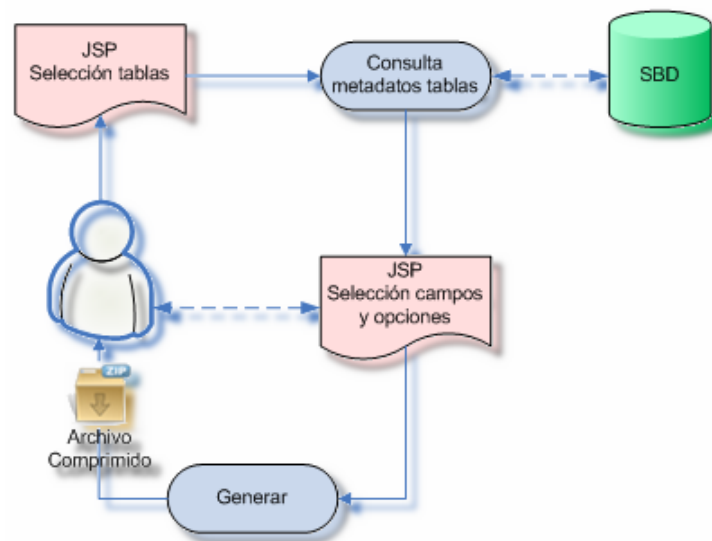 JSP
Selección tablas
Consulta
metadatos tablas
SBD
JSP
Selección campos
y opciones
ZIP
Archivo
Comprimido
Generar